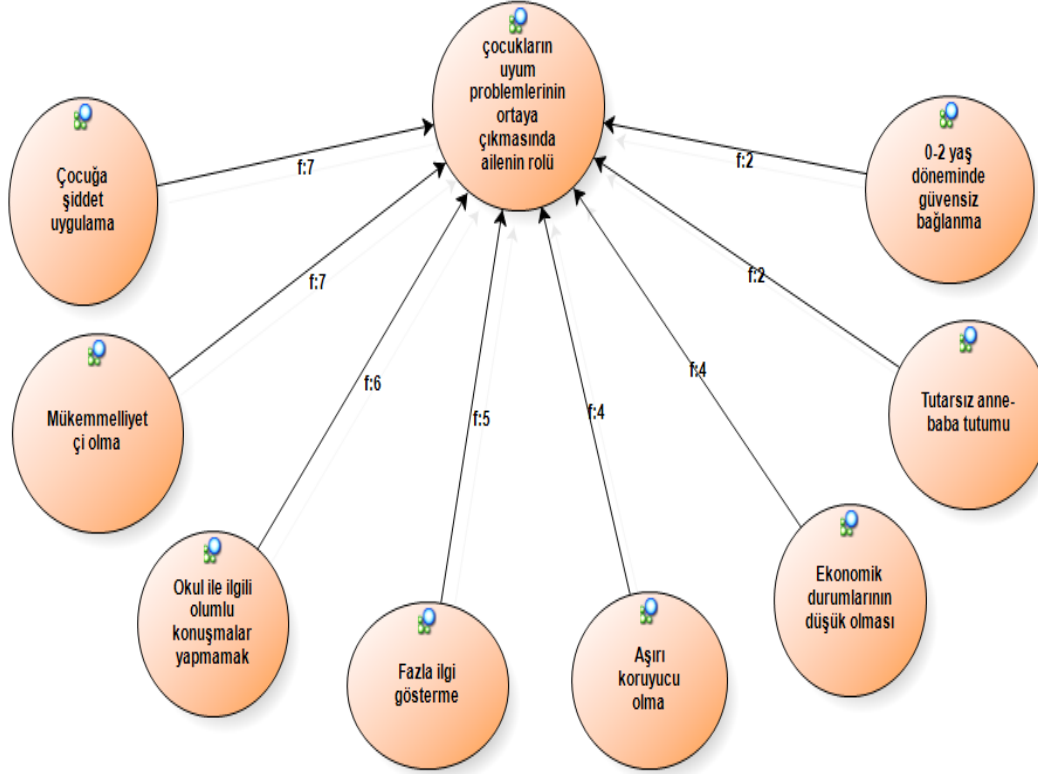 çocukların
uyum
problemlerinin
ortaya
çıkmasında
ailenin rolü
Çocuğa
şiddet
uygulama
f:7
0-2 yaş
döneminde
güvensiz
bağlanma
f:2
Mükemmelliyet
çi olma
f:7
Tutarsız anne-
baba tutumu
f:2
Okul ile ilgili
olumlu
konuşmalar
yapmamak
f:6
Fazla ilgi
gösterme
f:5
Aşırı
koruyucu
olma
f:4
Ekonomik
durumlarının
düşük olması
f:4